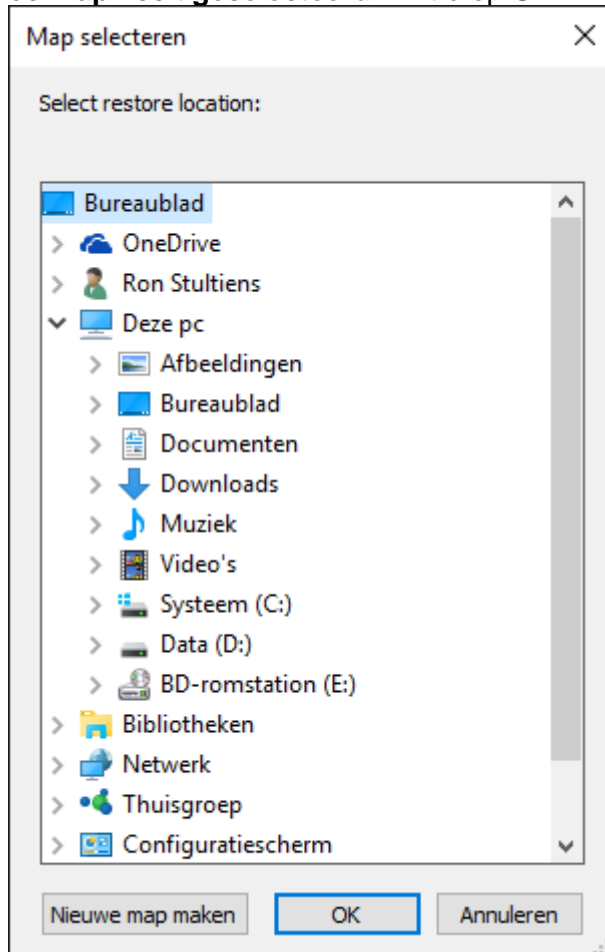 Map selecteren
Select restore location:
Bureaublad
OneDrive
Ron Stultiens
Deze pc
Afbeeldingen
Bureaublad
Documenten
Downloads
Muziek
Video's
Systeem (C:)
Data (D:)
BD-romstation (E:)
Bibliotheken
Netwerk
Thuisgroep
Configuratiescherm
Nieuwe map maken OK Annuleren